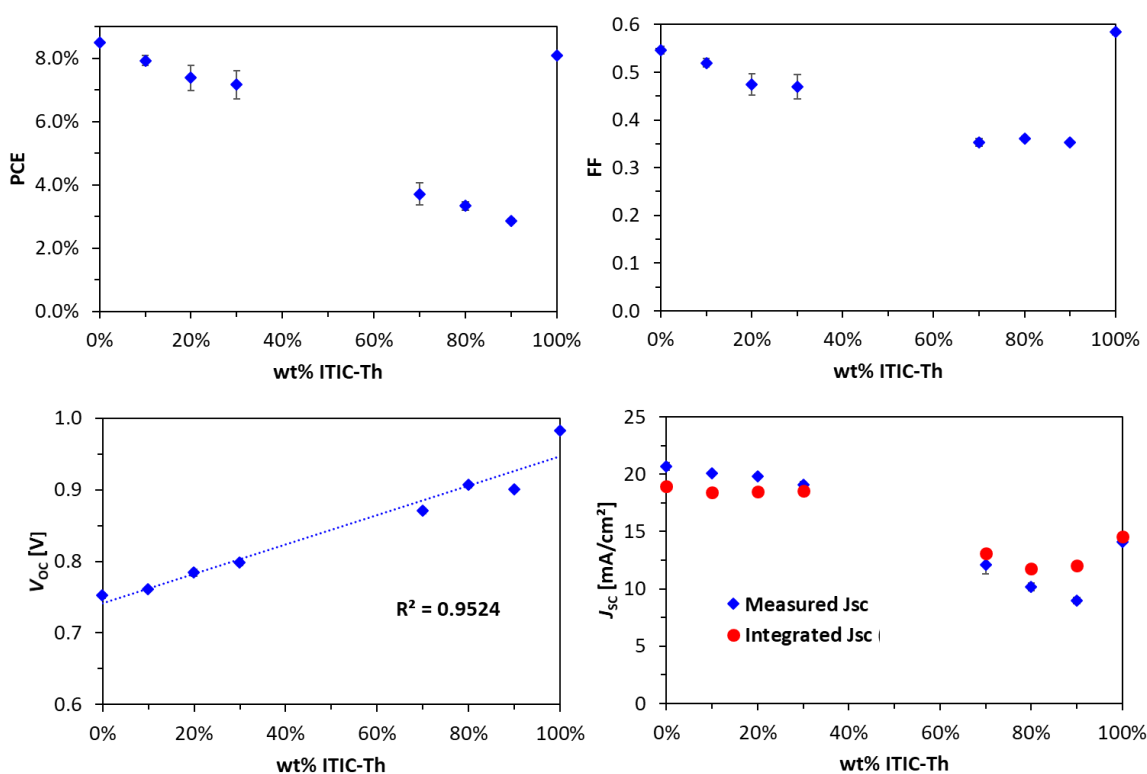 8.0%
6.0%
4.0%
2.0%
0.0%
PCE
0% 20% 40% 60% 80% 100%
wt% ITIC-Th
0.6
0.5
0.4
0.3
0.2
0.1
0.0
FF
0% 20% 40% 60% 80% 100%
wt% ITIC-Th
1.0
0.9
0.8
0.7
0.6
VOC [V]
R² = 0.9524
0% 20% 40% 60% 80% 100%
wt% ITIC-Th
25
20
15
10
5
0
JSC [mA/cm²]
Measured Jsc
Integrated Jsc (
0% 20% 40% 60% 80% 100%
wt% ITIC-Th